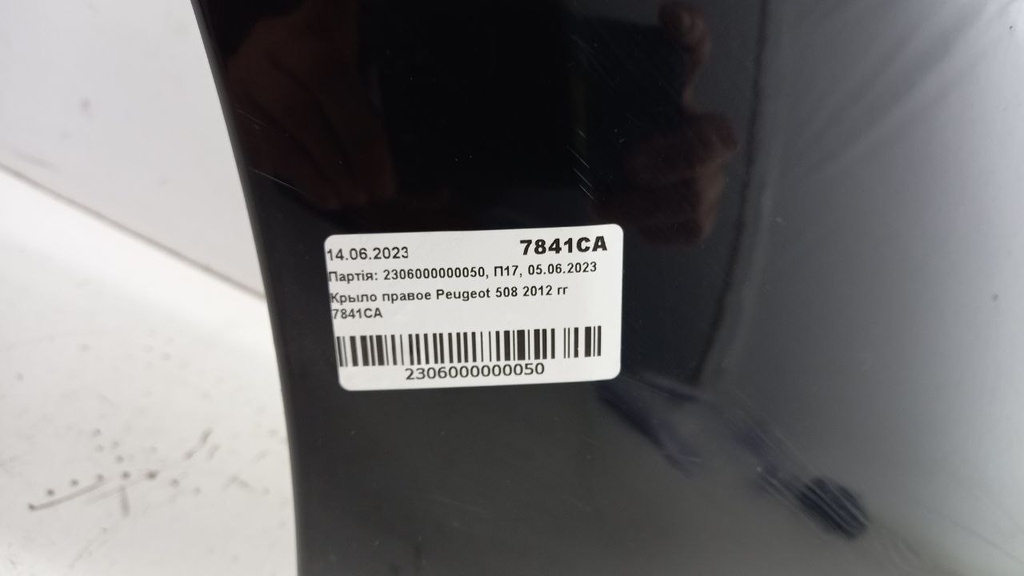 14.06.2023 7841CA
Партія: 2306000000050, П17, 05.06.2023
Крыло правое Peugeot 508 2012 гг
7841CA
2306000000050